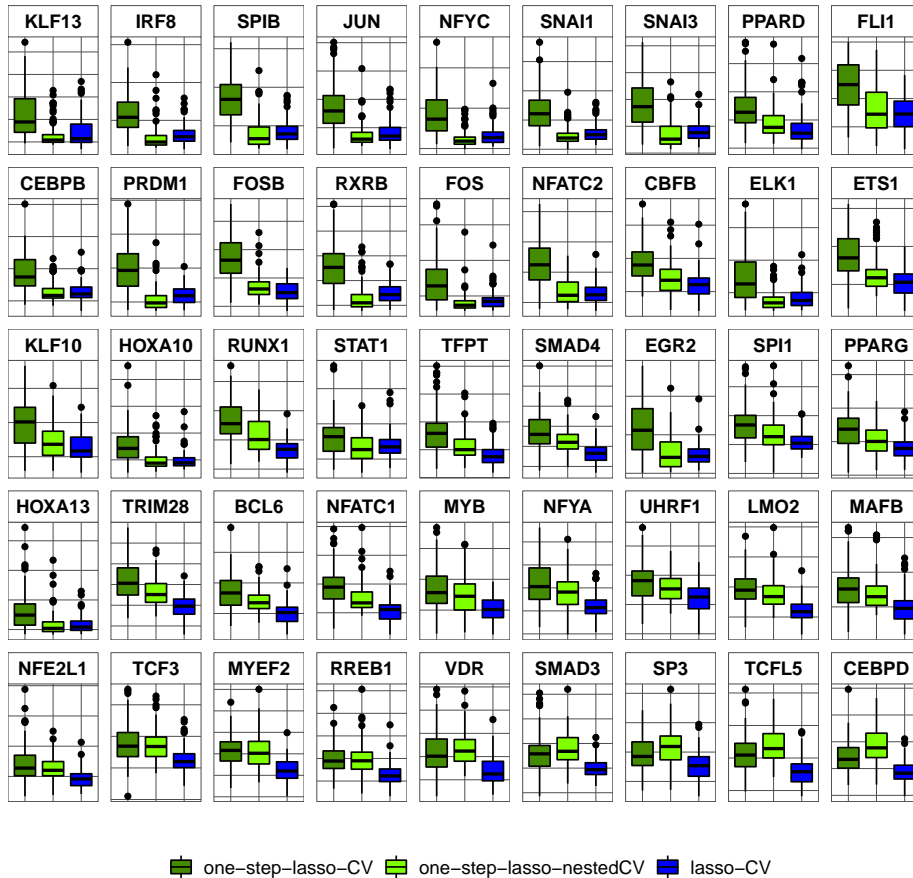 KLF13 IRF8 SPIB JUN NFYC SNAI1 SNAI3 PPARD FLI1
CEBPB PRDM1 FOSB RXRB FOS NFATC2 CBFB ELK1 ETS1
KLF10 HOXA10 RUNX1 STAT1 TFPT SMAD4 EGR2 SPI1 PPARG
HOXA13 TRIM28 BCL6 NFATC1 MYB NFYA UHRF1 LMO2 MAFB
NFE2L1 TCF3 MYEF2 RREB1 VDR SMAD3 SP3 TCFL5 CEBPD
one−step−lasso−CV one−step−lasso−nestedCV lasso−CV